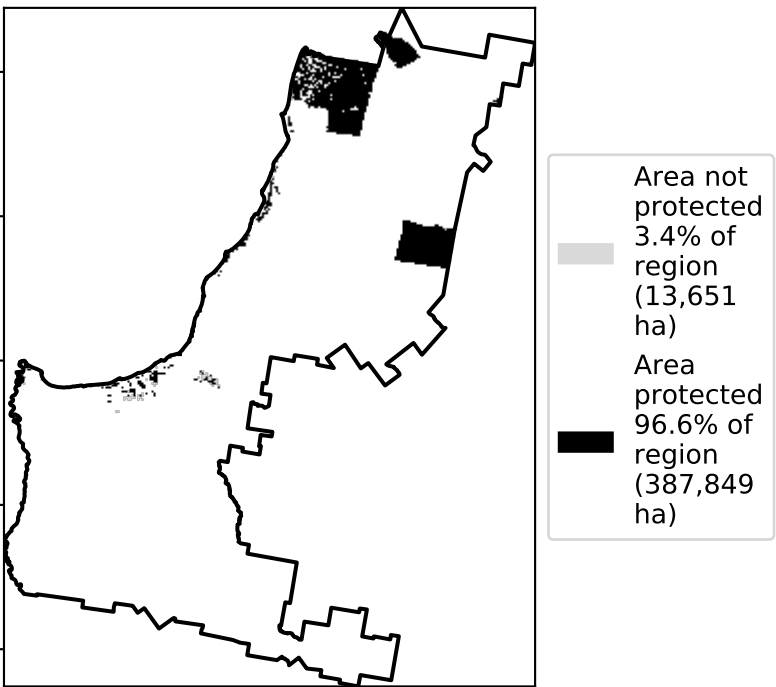 Area not
protected
3.4% of
region
(13,651
ha)
Area
protected
96.6% of
region
(387,849
ha)